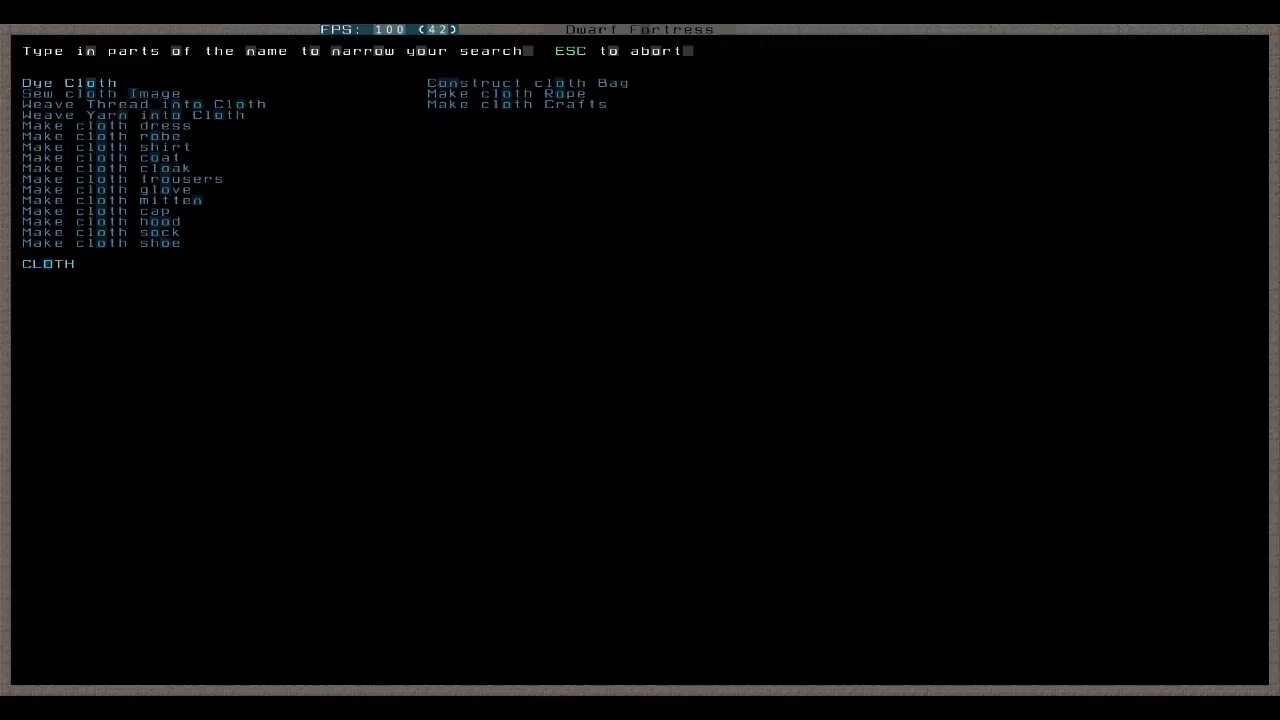 FPS: 100 (42) Dwarf Fortress
Type in parts of the name to narrow your search ESC to abort
Dye Cloth
Sew cloth Image
Weave Thread into Cloth
Weave Yarn into Cloth
Make cloth dress
Make cloth robe
Make cloth shirt
Make cloth coat
Make cloth cloak
Make cloth trousers
Make cloth glove
Make cloth mitten
Make cloth cap
Make cloth hood
Make cloth sock
Make cloth shoe
Construct cloth Bag
Make cloth Rope
Make cloth Crafts
CLOTH